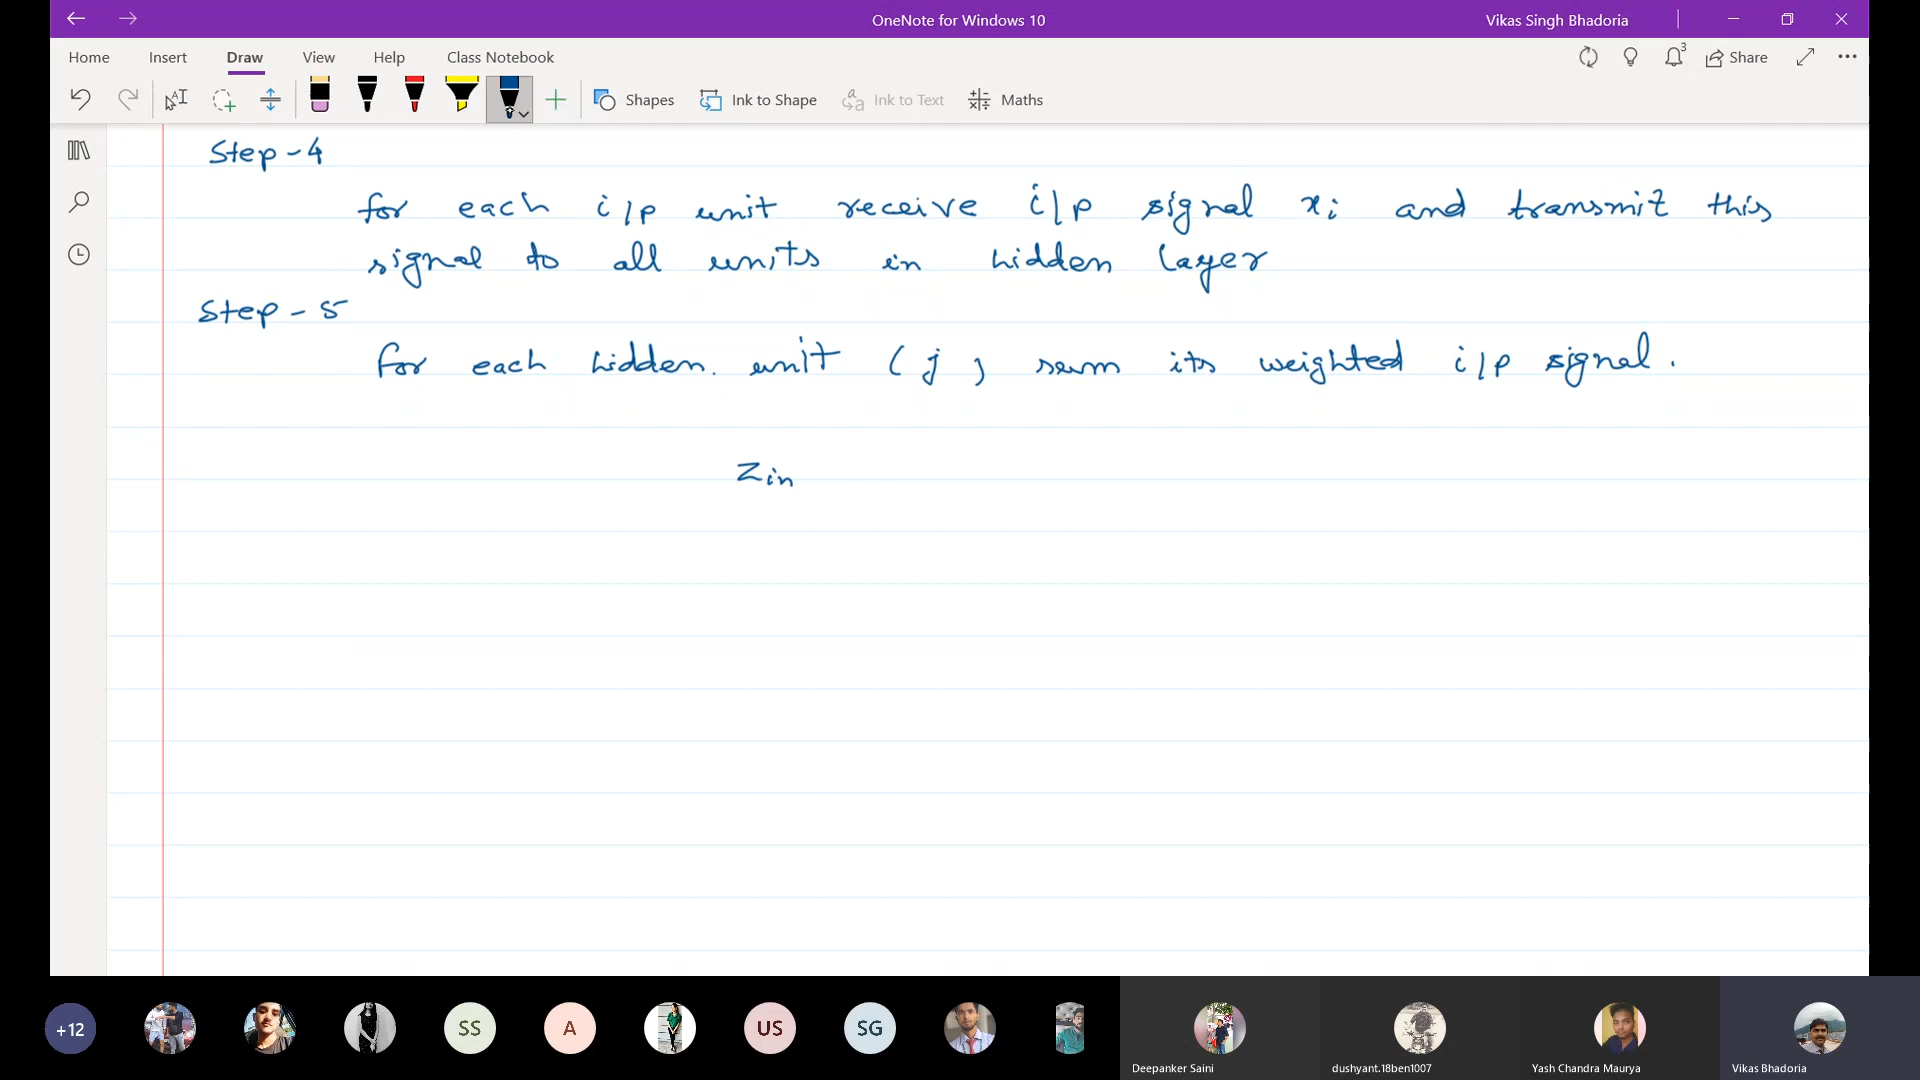 OneNote for Windows 10
Vikas Singh Bhadoria
Home Insert Draw View Help Class Notebook
3 Share
Shapes Ink to Shape Ink to Text Maths
Step-4
for each i/p unit receive i/p signal xi and transmit this
signal to all units in hidden layer
Step-5
for each hidden. unit (j) sum its weighted i/p signal.
Zin
+12 SS A US SG
Deepanker Saini dushyant.18ben1007 Yash Chandra Maurya Vikas Bhadoria